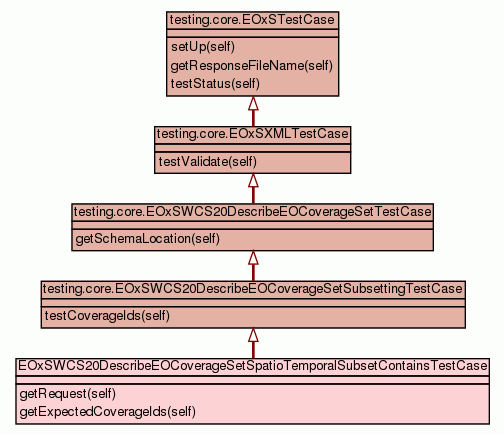 testing.core.EOxSTestCase
setUp(self)
getResponseFileName(self)
testStatus(self)
testing.core.EOxSXMLTestCase
testValidate(self)
testing.core.EOxSWCS20DescribeEOCoverageSetTestCase
getSchemaLocation(self)
testing.core.EOxSWCS20DescribeEOCoverageSetSubsettingTestCase
testCoverageIds(self)
EOxSWCS20DescribeEOCoverageSetSpatioTemporalSubsetContainsTestCase
getRequest(self)
getExpectedCoverageIds(self)